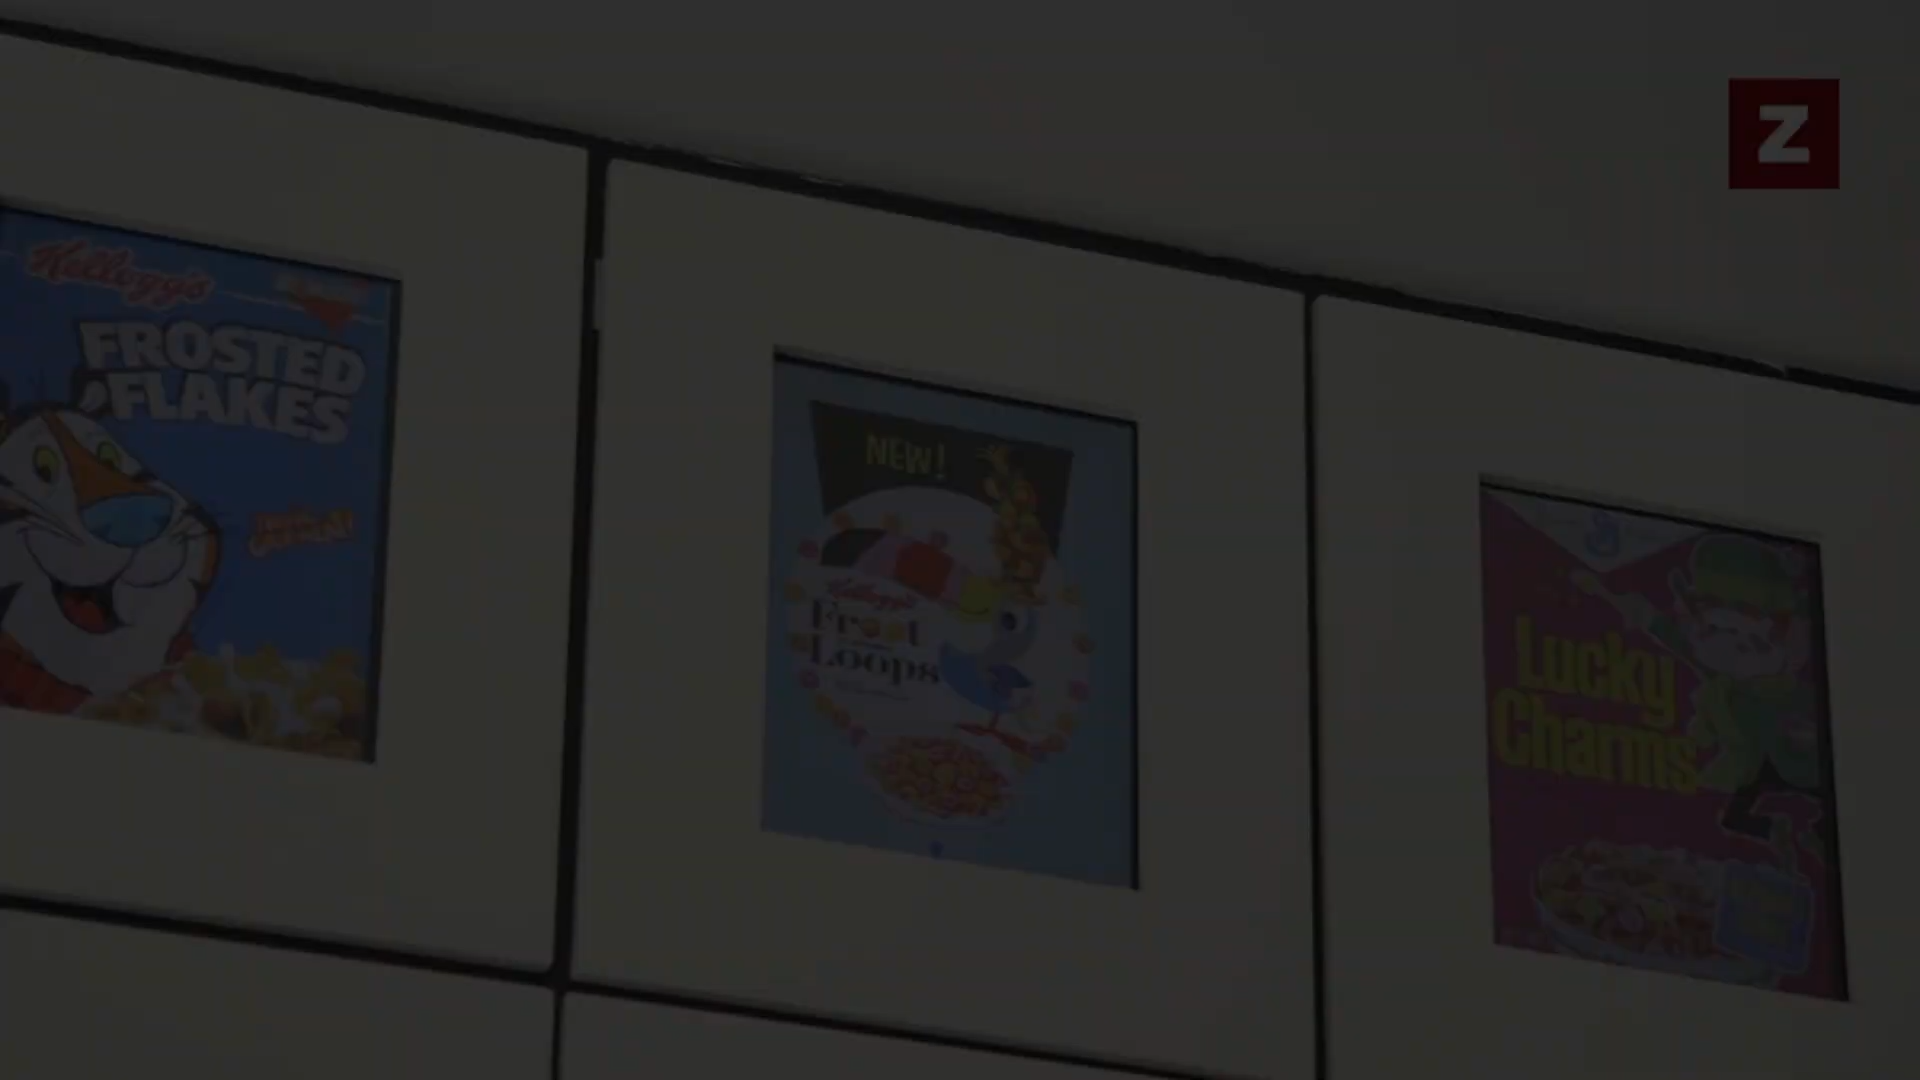 Z
Kellogg's
FROSTED
FLAKES
NEW!
Kellogg's
Froot
Loops
Lucky
Charms